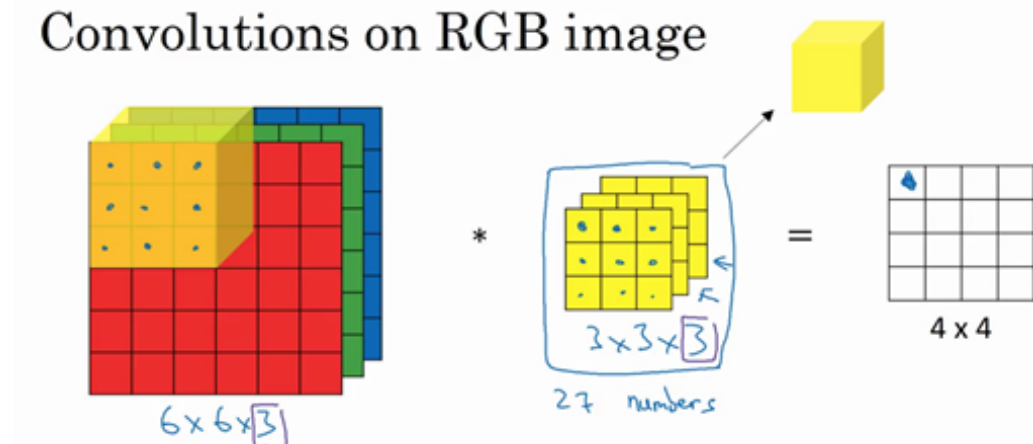 Convolutions on RGB image
*
=
3 x 3 x 3
4 x 4
27 numbers
6 x 6 x 3